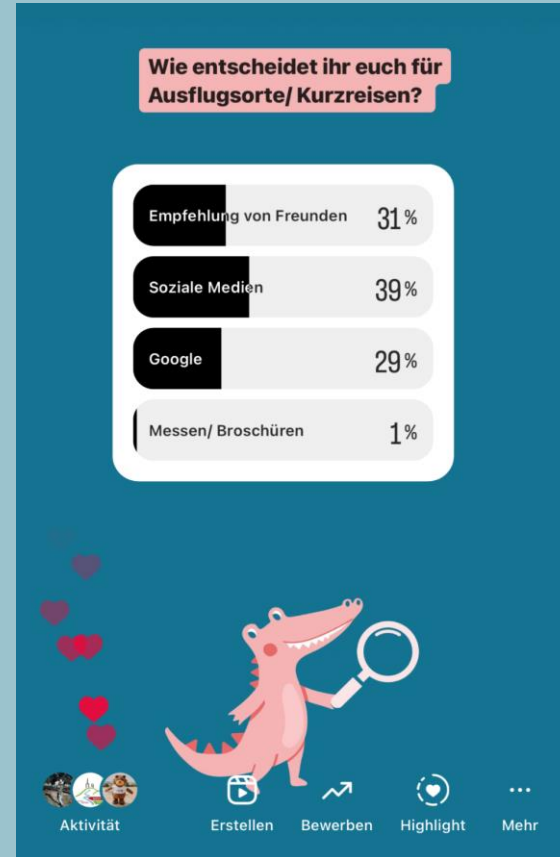 Wie entscheidet ihr euch für
Ausflugsorte/ Kurzreisen?
Empfehlung von Freunden 31%
Soziale Medien 39%
Google 29%
Messen/ Broschüren 1%
Aktivität Erstellen Bewerben Highlight Mehr